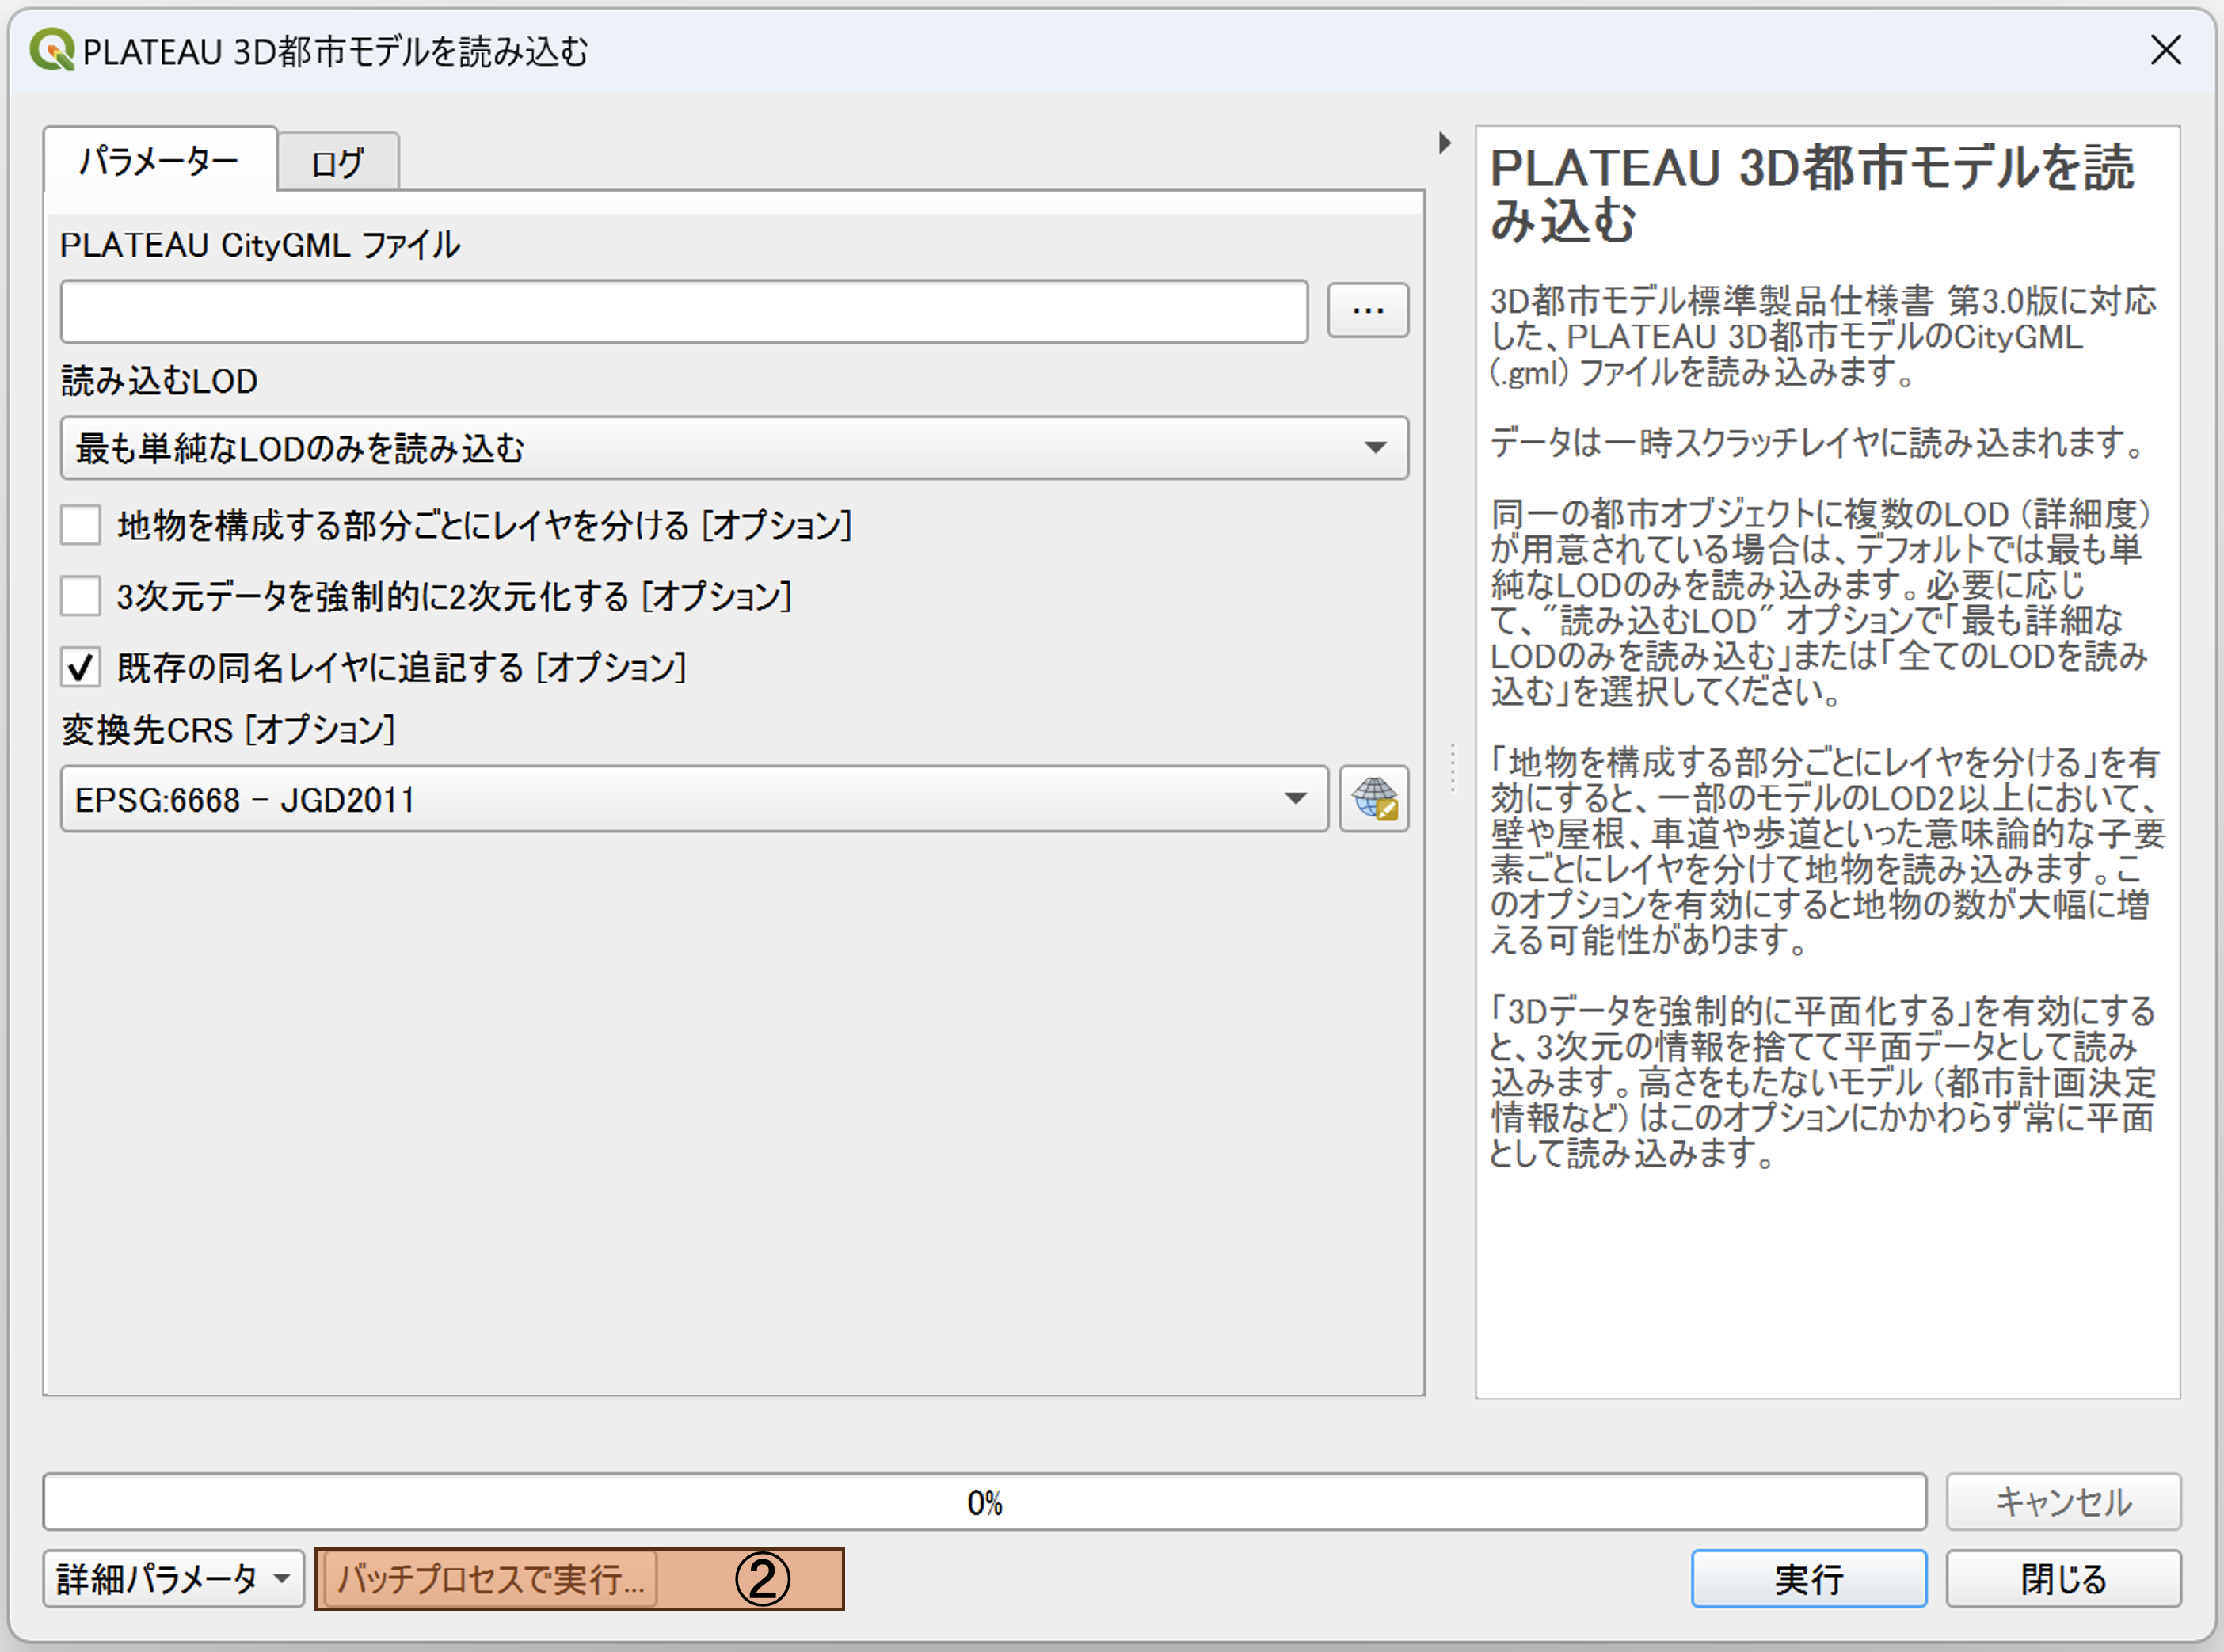 PLATEAU 3D都市モデルを読み込む
パラメーター
ログ
PLATEAU CityGML ファイル
...
読み込むLOD
最も単純なLODのみを読み込む
地物を構成する部分ごとにレイヤを分ける [オプション]
3次元データを強制的に2次元化する [オプション]
既存の同名レイヤに追記する [オプション]
変換先CRS [オプション]
EPSG:6668 - JGD2011
PLATEAU 3D都市モデルを読
み込む
3D都市モデル標準製品仕様書 第3.0版に対応
した、PLATEAU 3D都市モデルのCityGML
(.gml) ファイルを読み込みます。
データは一時スクラッチレイヤに読み込まれます。
同一の都市オブジェクトに複数のLOD（詳細度）
が用意されている場合は、デフォルトでは最も単
純なLODのみを読み込みます。必要に応じ
て、"読み込むLOD" オプションで「最も詳細な
LODのみを読み込む」または「全てのLODを読み
込む」を選択してください。
「地物を構成する部分ごとにレイヤを分ける」を有
効にすると、一部のモデルのLOD2以上において、
壁や屋根、車道や歩道といった意味論的な子要
素ごとにレイヤを分けて地物を読み込みます。こ
のオプションを有効にすると地物の数が大幅に増
える可能性があります。
「3Dデータを強制的に平面化する」を有効にする
と、3次元の情報を捨てて平面データとして読み
込みます。高さをもたないモデル（都市計画決定
情報など）はこのオプションにかかわらず常に平面
として読み込みます。
0%
キャンセル
詳細パラメータ
バッチプロセスで実行...
②
実行
閉じる